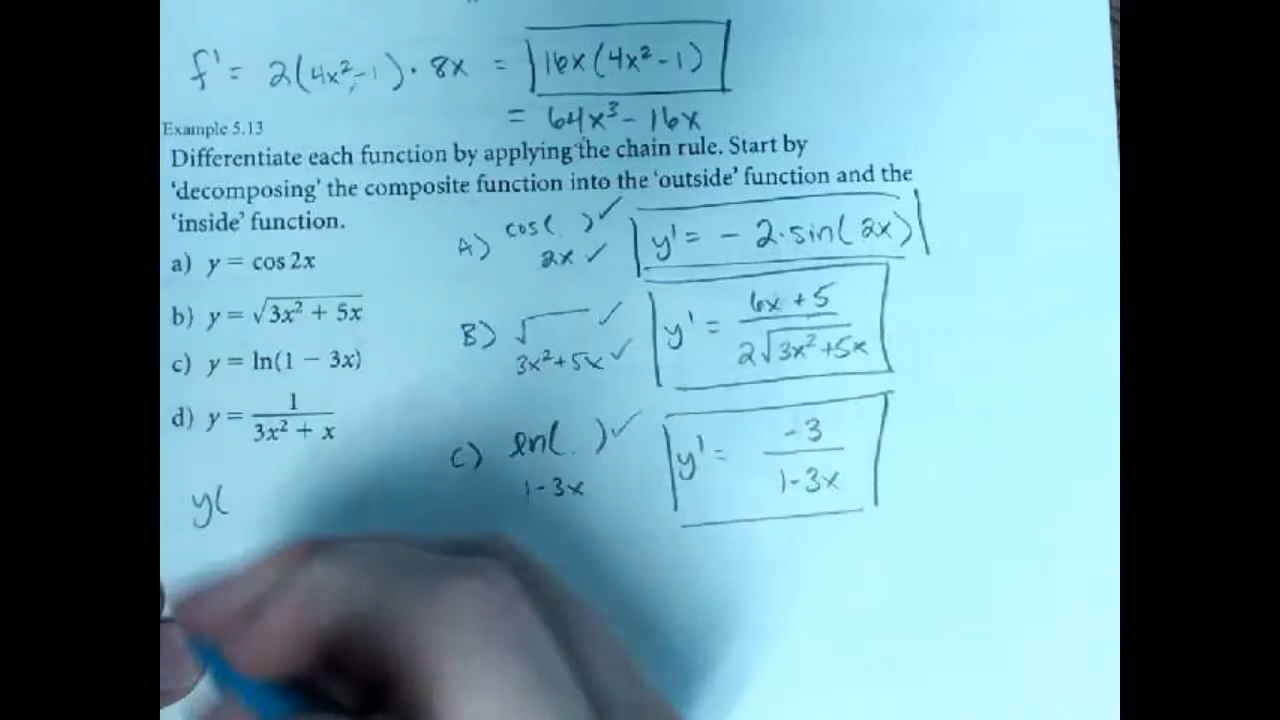 f' = 2(4x²-1) · 8x = 16x(4x²-1)
= 64x³ - 16x
Example 5.13
Differentiate each function by applying the chain rule. Start by
'decomposing' the composite function into the 'outside' function and the
'inside' function.
a) y = cos 2x
b) y = √(3x² + 5x)
c) y = ln(1 − 3x)
d) y = 1/(3x² + x)
A) cos( ) ✓
2x ✓
y' = - 2·sin(2x)
B) √ ✓
3x²+5x ✓
y' = (6x+5)/(2√(3x²+5x))
C) ln( ) ✓
1-3x
y' = -3/(1-3x)
y(